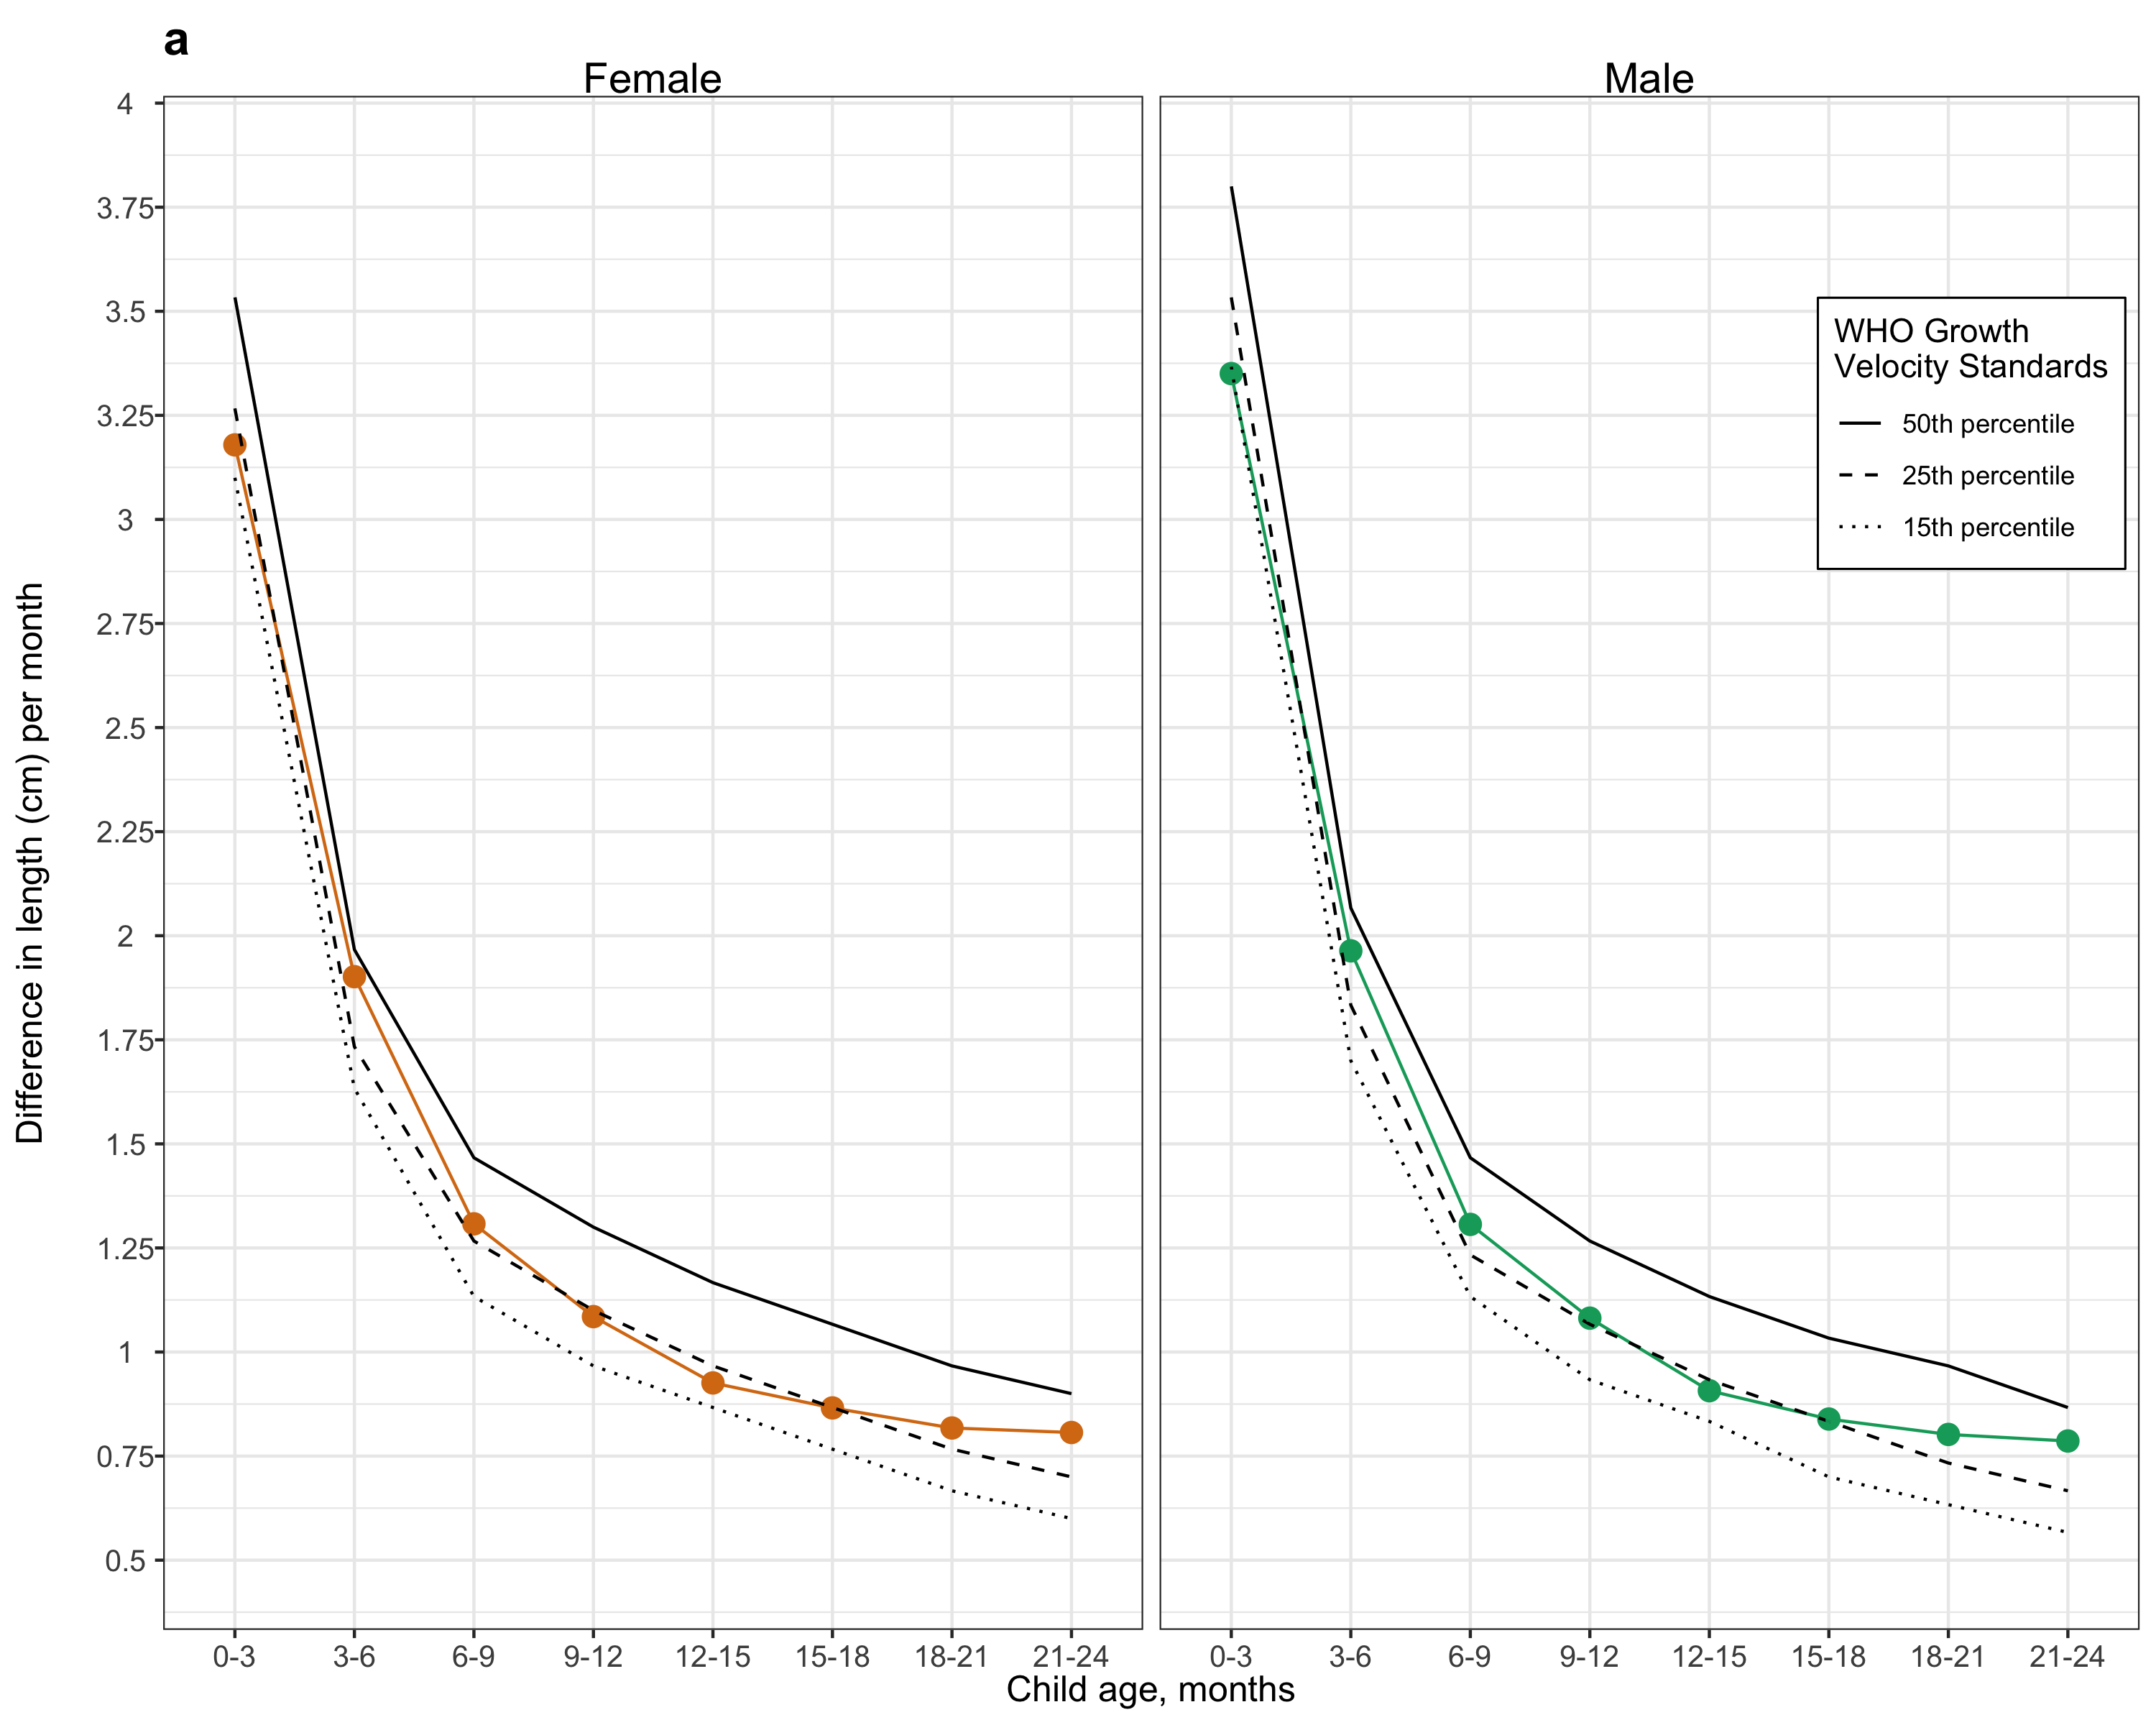 a
Female
Male
4
3.75
3.5
3.25
3
2.75
2.5
2.25
2
1.75
1.5
1.25
1
0.75
0.5
Difference in length (cm) per month
WHO Growth
Velocity Standards
50th percentile
25th percentile
15th percentile
0-3 3-6 6-9 9-12 12-15 15-18 18-21 21-24
0-3 3-6 6-9 9-12 12-15 15-18 18-21 21-24
Child age, months